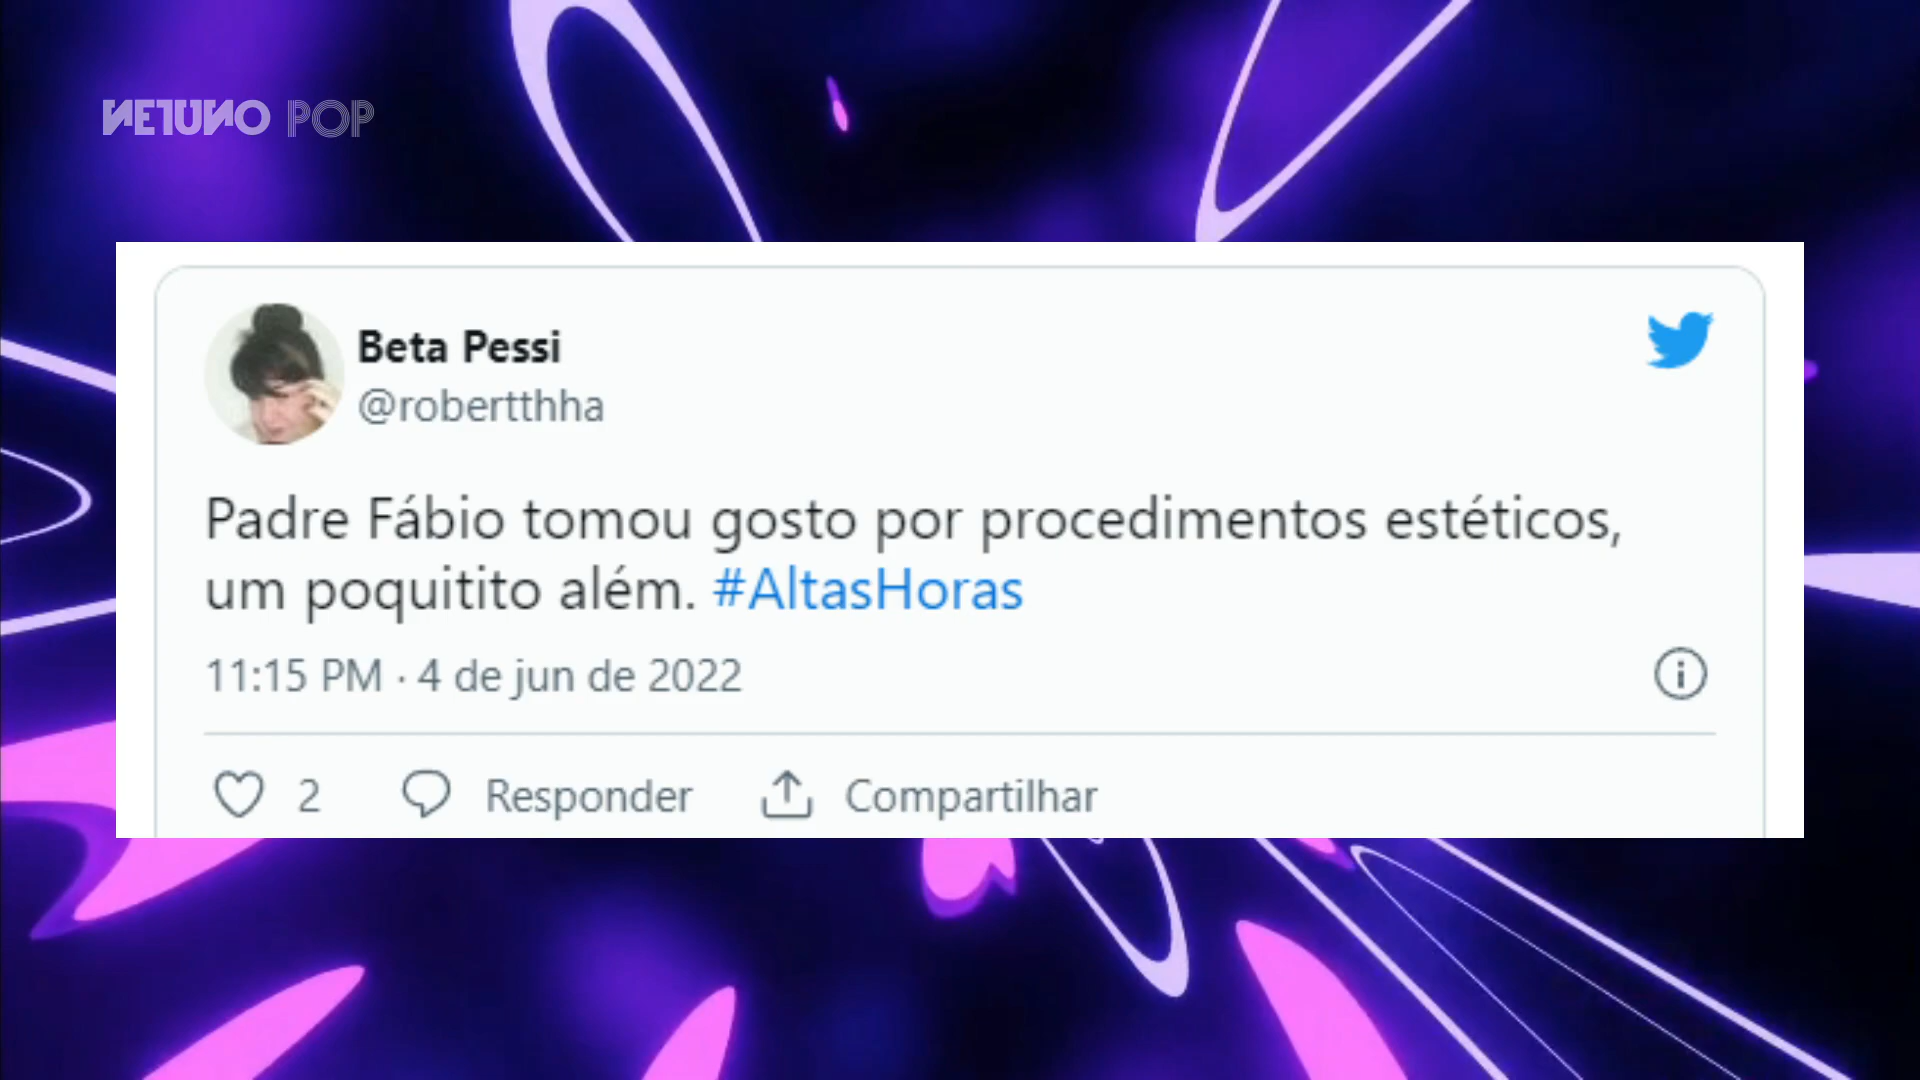 NETUNO POP
Beta Pessi
@robertthha
Padre Fábio tomou gosto por procedimentos estéticos,
um poquitito além. #AltasHoras
11:15 PM · 4 de jun de 2022
2 Responder Compartilhar